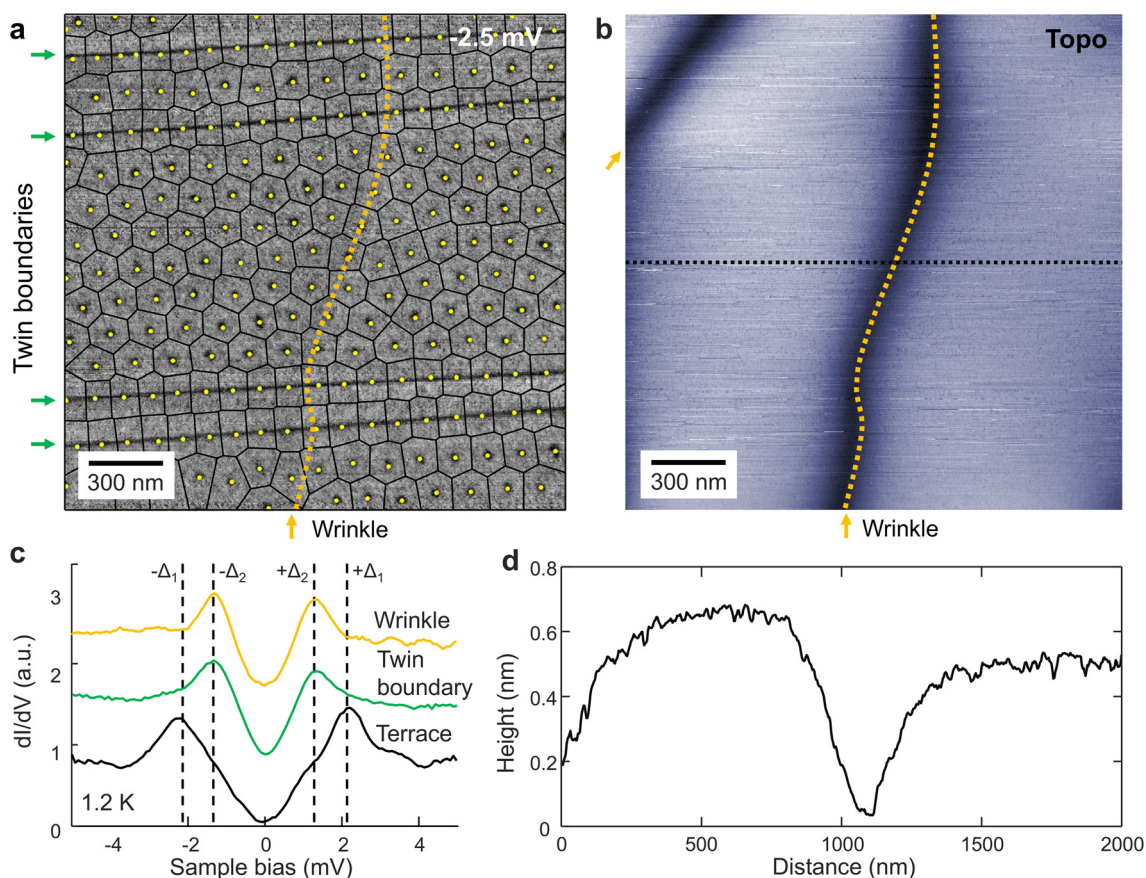 a
-2.5 mV
Twin boundaries
300 nm
Wrinkle
b
Topo
300 nm
Wrinkle
c
-Δ1 -Δ2 +Δ2 +Δ1
3
2
1
0
dI/dV (a.u.)
Wrinkle
Twin
boundary
Terrace
1.2 K
-4 -2 0 2 4
Sample bias (mV)
d
0.8
0.6
0.4
0.2
0
Height (nm)
0 500 1000 1500 2000
Distance (nm)